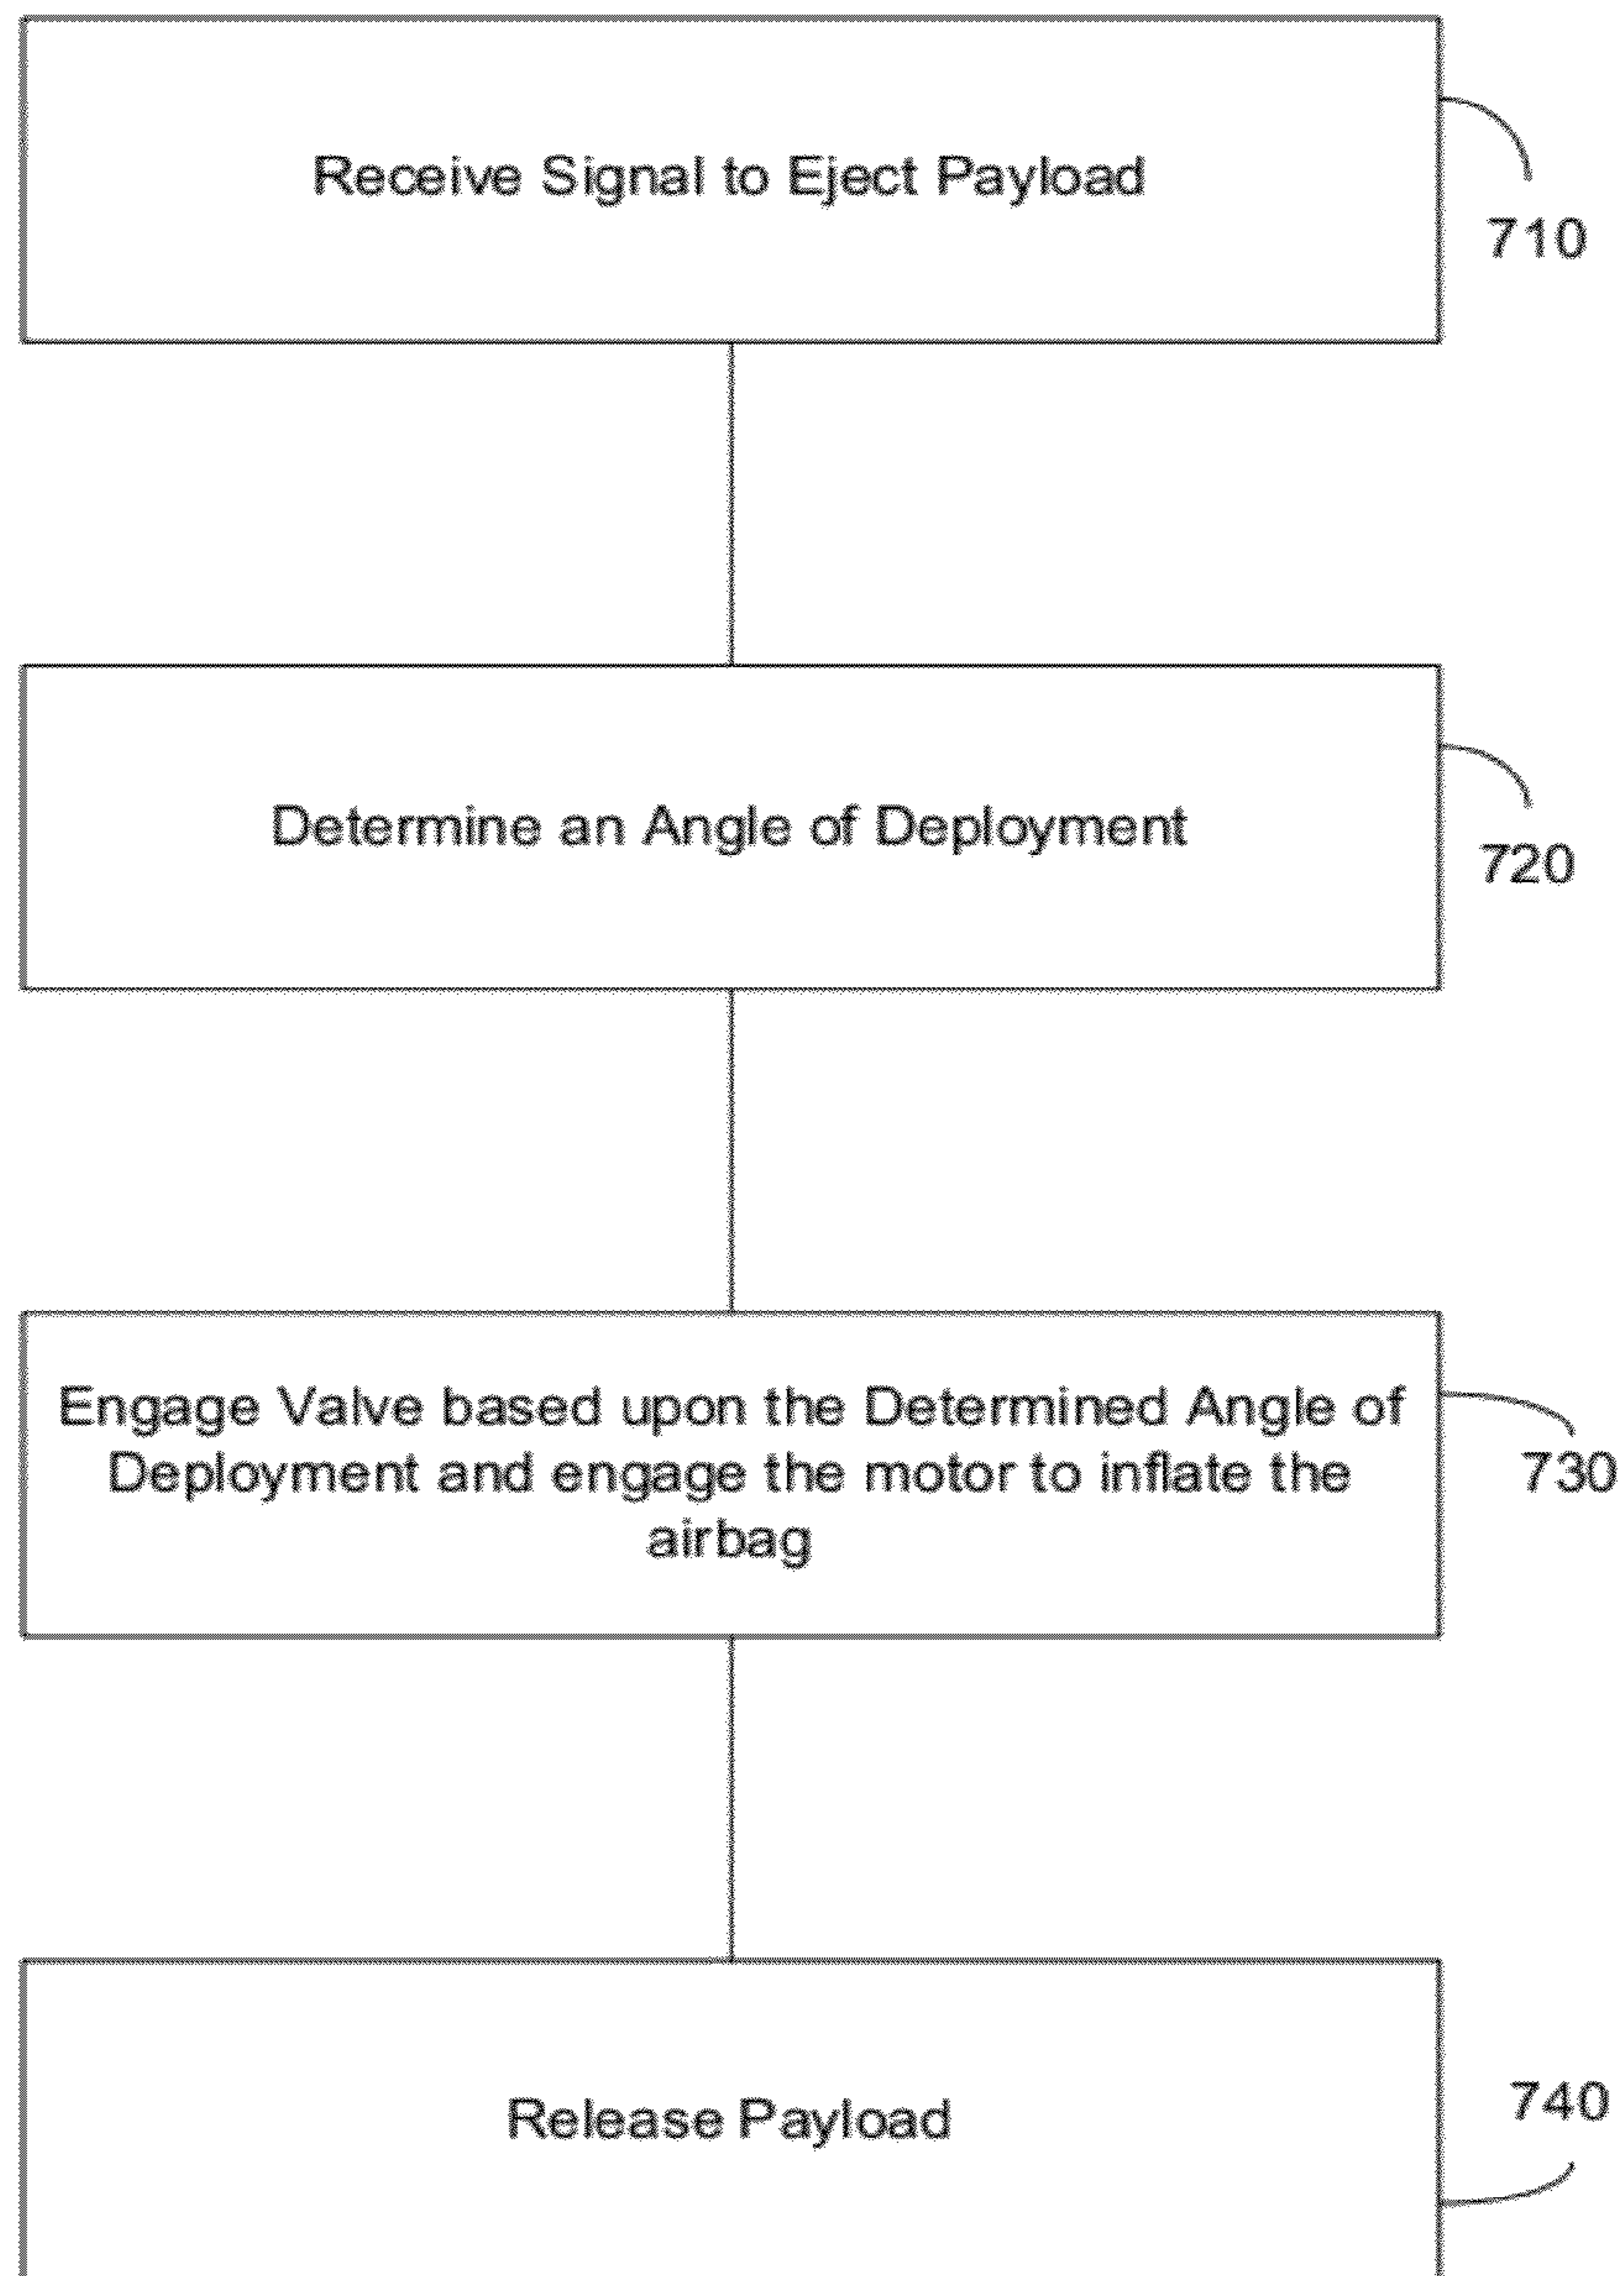 Receive Signal to Eject Payload
710
Determine an Angle of Deployment
720
Engage Valve based upon the Determined Angle of
Deployment and engage the motor to inflate the
airbag
730
Release Payload
740